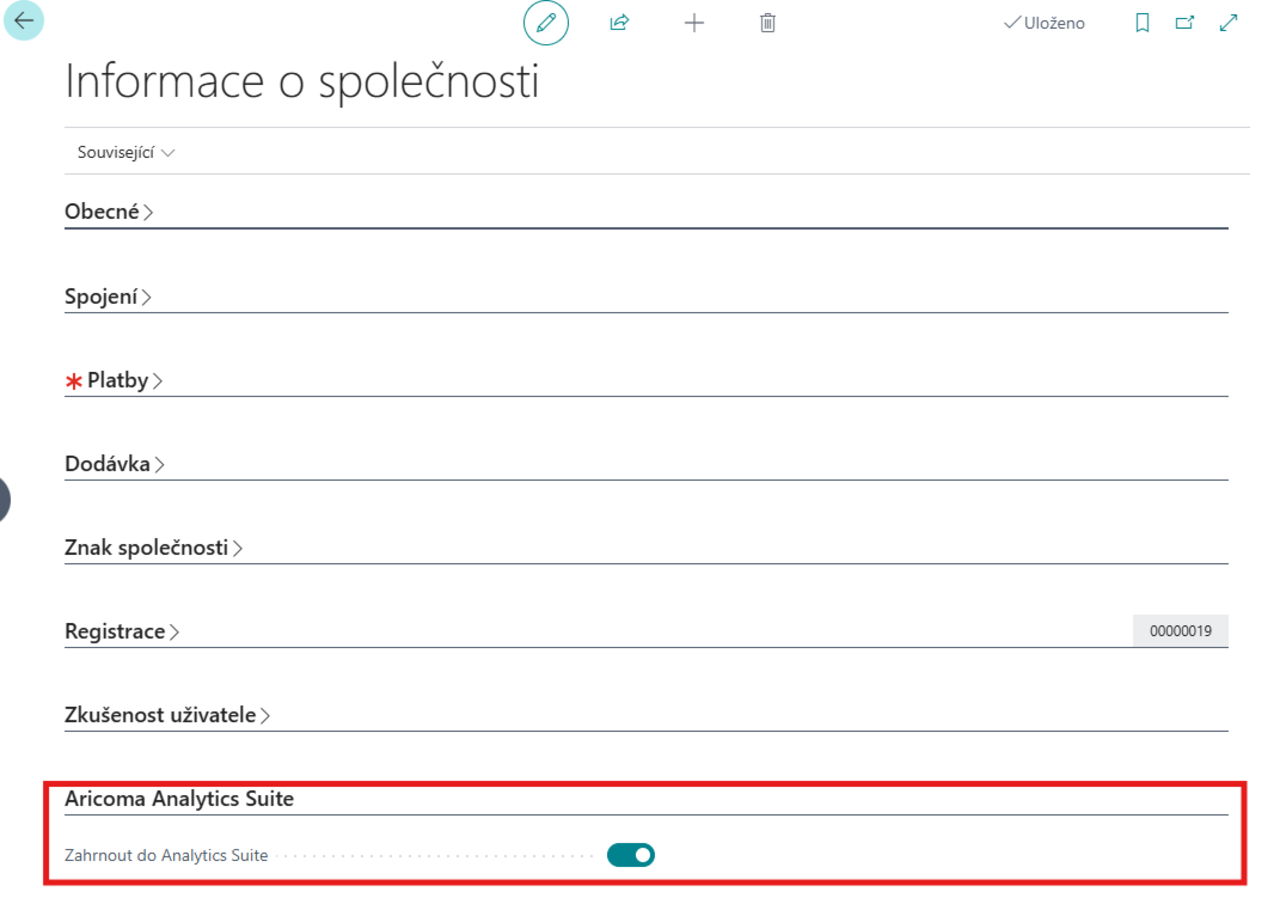 Uloženo
Informace o společnosti
Související
Obecné
Spojení
Platby
Dodávka
Znak společnosti
Registrace 00000019
Zkušenost uživatele
Aricoma Analytics Suite
Zahrnout do Analytics Suite